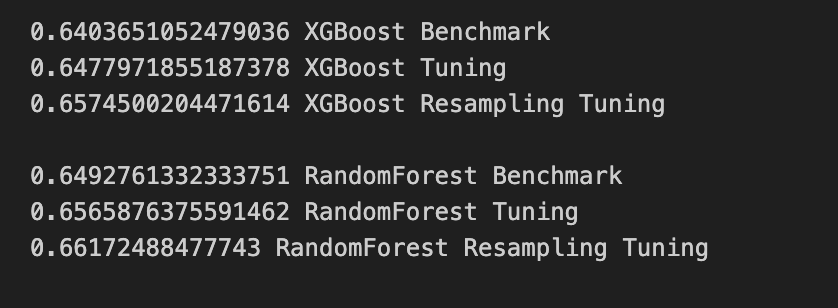 0.6403651052479036 XGBoost Benchmark
0.6477971855187378 XGBoost Tuning
0.6574500204471614 XGBoost Resampling Tuning
0.6492761332333751 RandomForest Benchmark
0.6565876375591462 RandomForest Tuning
0.66172488477743 RandomForest Resampling Tuning